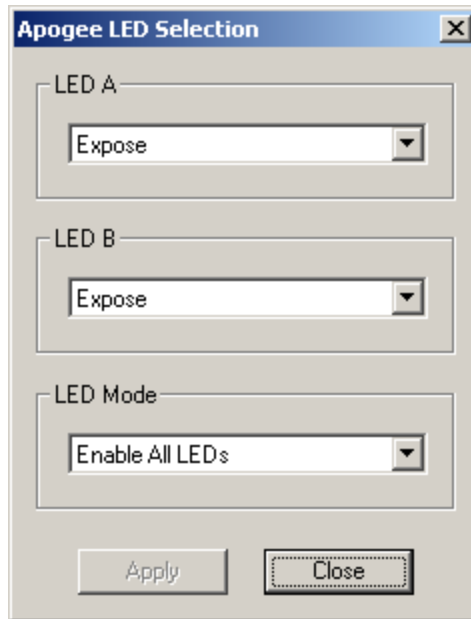 Apogee LED Selection
LED A
Expose
LED B
Expose
LED Mode
Enable All LEDs
Apply
Close